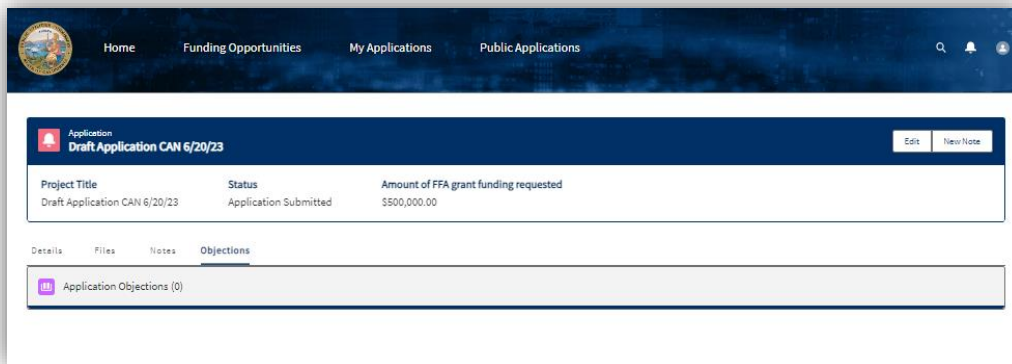 Home Funding Opportunities My Applications Public Applications
Application
Draft Application CAN 6/20/23
Edit New Note
Project Title Status Amount of FFA grant funding requested
Draft Application CAN 6/20/23 Application Submitted $500,000.00
Details Files Notes Objections
Application Objections (0)